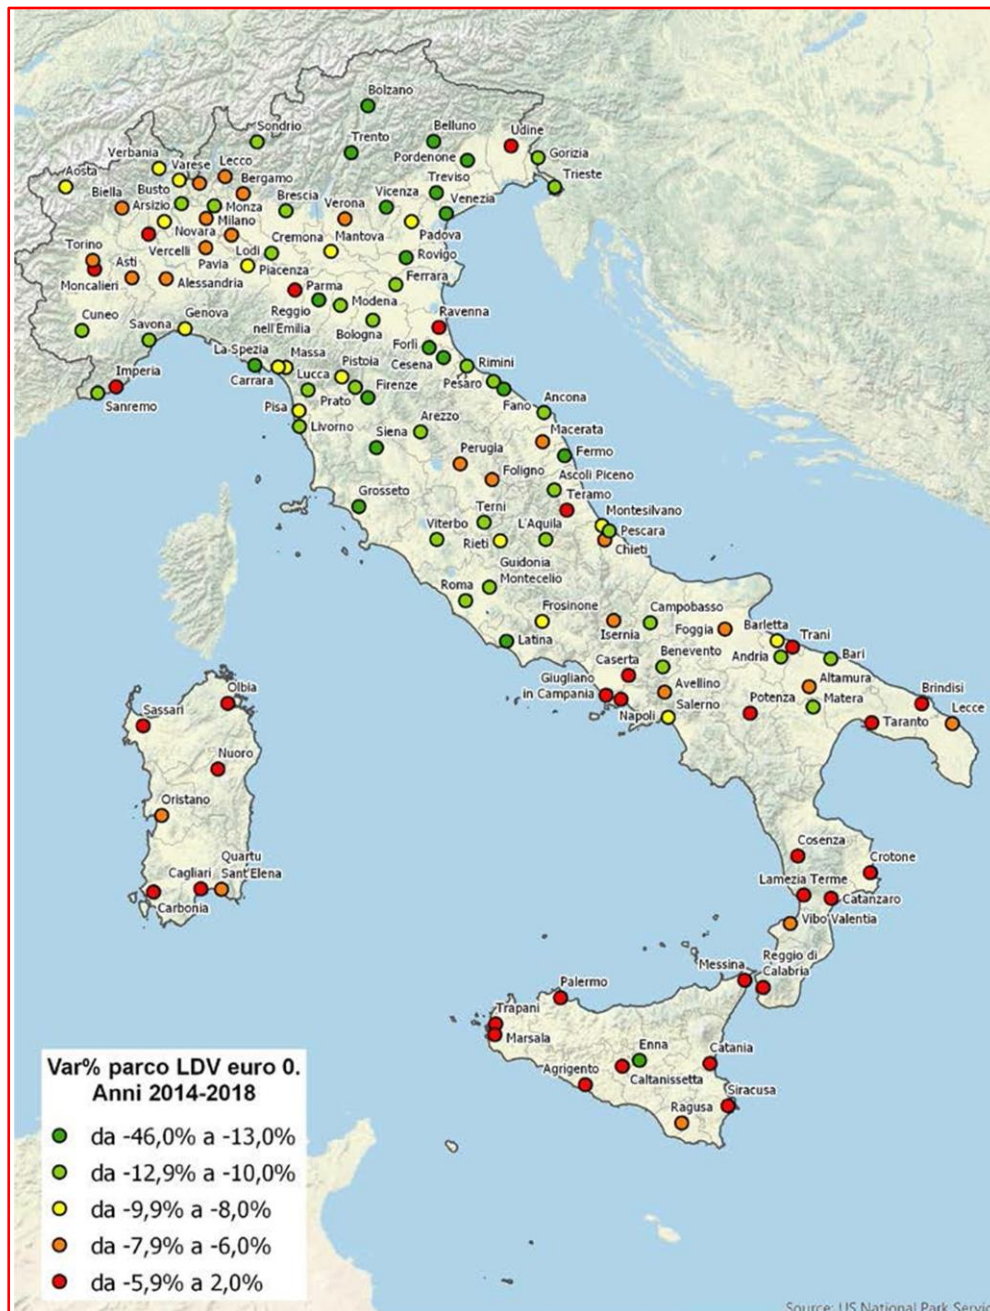 Bolzano
Sondrio
Trento
Belluno
Udine
Pordenone
Gorizia
Verbania
Varese
Lecco
Aosta
Bergamo
Treviso
Trieste
Biella
Busto
Arsizio
Monza
Brescia
Verona
Vicenza
Venezia
Milano
Novara
Cremona
Mantova
Padova
Torino
Vercelli
Lodi
Rovigo
Asti
Pavia
Piacenza
Moncalieri
Alessandria
Parma
Ferrara
Cuneo
Savona
Genova
Reggio
nell'Emilia
Modena
Bologna
Ravenna
La Spezia
Massa
Forlì
Imperia
Carrara
Lucca
Pistoia
Cesena
Rimini
Sanremo
Prato
Firenze
Pesaro
Fano
Pisa
Livorno
Arezzo
Ancona
Siena
Macerata
Perugia
Fermo
Foligno
Ascoli Piceno
Grosseto
Teramo
Terni
Montesilvano
Viterbo
L'Aquila
Pescara
Rieti
Chieti
Guidonia
Montecelio
Roma
Frosinone
Campobasso
Isernia
Foggia
Barletta
Trani
Latina
Benevento
Andria
Bari
Caserta
Giugliano
in Campania
Avellino
Altamura
Olbia
Potenza
Matera
Brindisi
Sassari
Napoli
Salerno
Taranto
Lecce
Nuoro
Oristano
Cosenza
Crotone
Cagliari
Quartu
Sant'Elena
Lamezia Terme
Carbonia
Catanzaro
Vibo Valentia
Messina
Reggio di
Calabria
Palermo
Trapani
Marsala
Enna
Catania
Agrigento
Caltanissetta
Siracusa
Ragusa
Var% parco LDV euro 0.
Anni 2014-2018
da -46,0% a -13,0%
da -12,9% a -10,0%
da -9,9% a -8,0%
da -7,9% a -6,0%
da -5,9% a 2,0%
Source: US National Park Servic